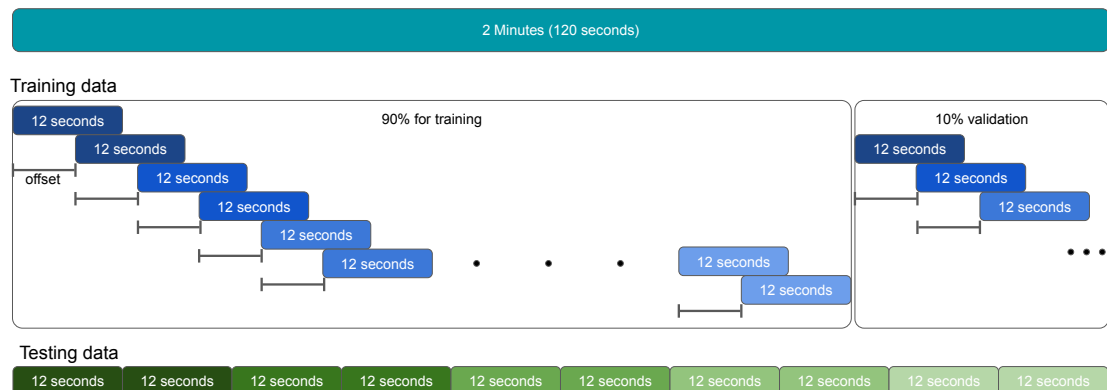 2 Minutes (120 seconds)
Training data
90% for training
10% validation
12 seconds
12 seconds
12 seconds
12 seconds
12 seconds
12 seconds
12 seconds
12 seconds
offset
12 seconds
12 seconds
12 seconds
Testing data
12 seconds 12 seconds 12 seconds 12 seconds 12 seconds 12 seconds 12 seconds 12 seconds 12 seconds 12 seconds